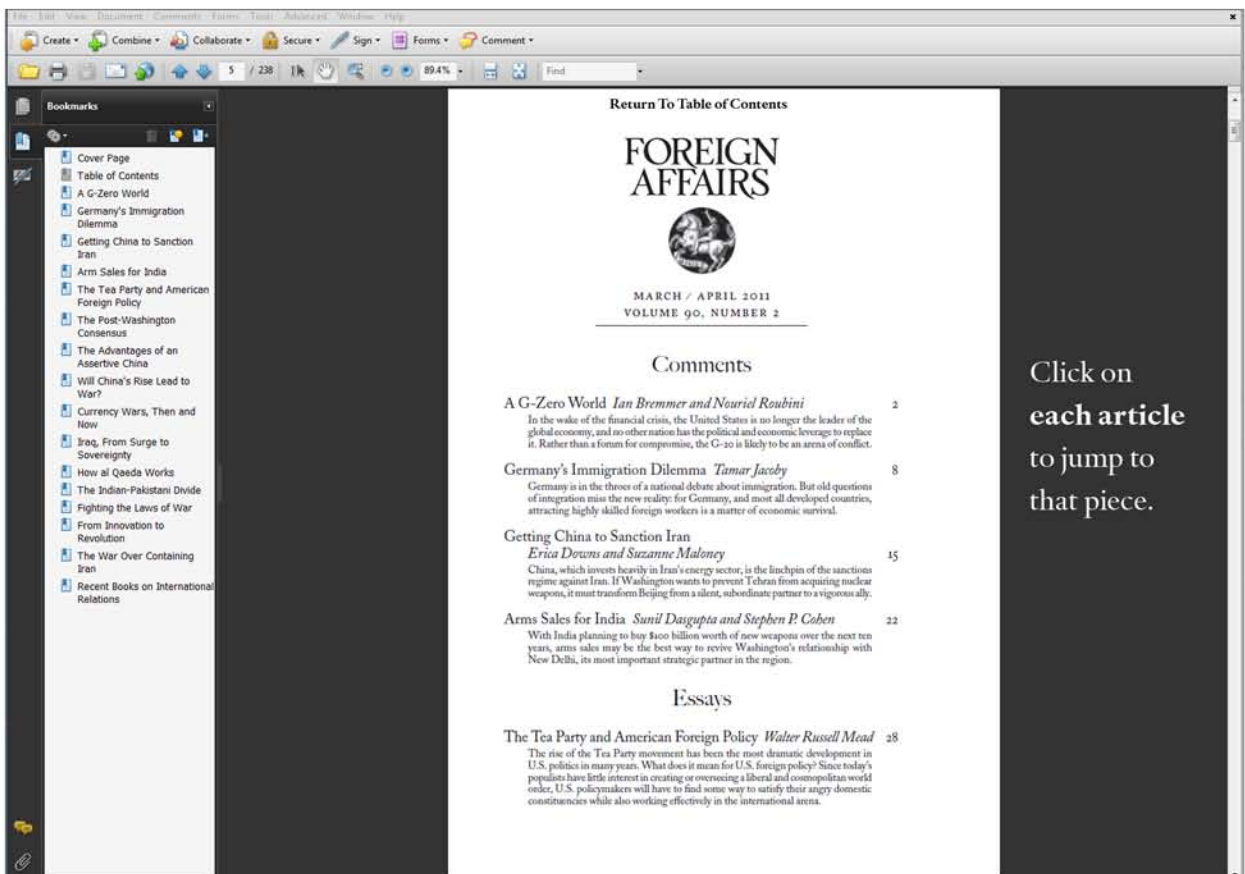 File Edit View Document Comments Forms Tools Advanced Window Help
Create Combine Collaborate Secure Sign Forms Comment
5 / 238 89.4% Find
Bookmarks
Cover Page
Table of Contents
A G-Zero World
Germany's Immigration
Dilemma
Getting China to Sanction
Iran
Arm Sales for India
The Tea Party and American
Foreign Policy
The Post-Washington
Consensus
The Advantages of an
Assertive China
Will China's Rise Lead to
War?
Currency Wars, Then and
Now
Iraq, From Surge to
Sovereignty
How al Qaeda Works
The Indian-Pakistani Divide
Fighting the Laws of War
From Innovation to
Revolution
The War Over Containing
Iran
Recent Books on International
Relations
Return To Table of Contents
FOREIGN
AFFAIRS
MARCH / APRIL 2011
VOLUME 90, NUMBER 2
Comments
A G-Zero World Ian Bremmer and Nouriel Roubini 2
In the wake of the financial crisis, the United States is no longer the leader of the
global economy, and no other nation has the political and economic leverage to replace
it. Rather than a forum for compromise, the G-20 is likely to be an arena of conflict.
Germany's Immigration Dilemma Tamar Jacoby 8
Germany is in the throes of a national debate about immigration. But old questions
of integration miss the new reality: for Germany, and most all developed countries,
attracting highly skilled foreign workers is a matter of economic survival.
Getting China to Sanction Iran
Erica Downs and Suzanne Maloney 15
China, which invests heavily in Iran's energy sector, is the linchpin of the sanctions
regime against Iran. If Washington wants to prevent Tehran from acquiring nuclear
weapons, it must transform Beijing from a silent, subordinate partner to a vigorous ally.
Arms Sales for India Sunil Dasgupta and Stephen P. Cohen 22
With India planning to buy $100 billion worth of new weapons over the next ten
years, arms sales may be the best way to revive Washington's relationship with
New Delhi, its most important strategic partner in the region.
Essays
The Tea Party and American Foreign Policy Walter Russell Mead 28
The rise of the Tea Party movement has been the most dramatic development in
U.S. politics in many years. What does it mean for U.S. foreign policy? Since today's
populists have little interest in creating or overseeing a liberal and cosmopolitan world
order, U.S. policymakers will have to find some way to satisfy their angry domestic
constituencies while also working effectively in the international arena.
Click on
each article
to jump to
that piece.